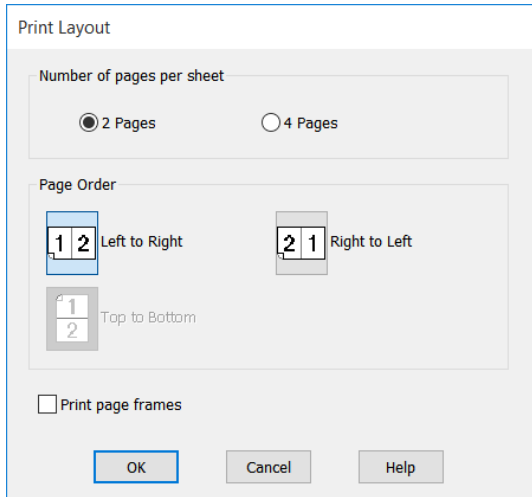 Print Layout
Number of pages per sheet
2 Pages 4 Pages
Page Order
1 2 Left to Right 2 1 Right to Left
1
2 Top to Bottom
Print page frames
OK Cancel Help